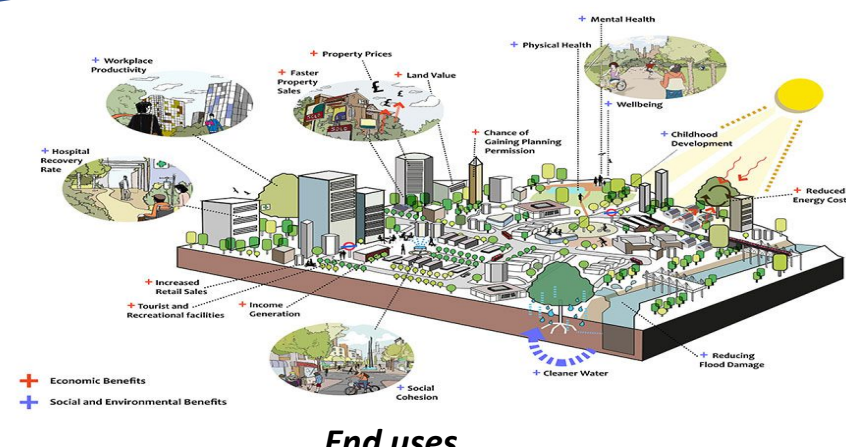 + Mental Health
+ Physical Health
+ Property Prices
+ Workplace
Productivity
+ Faster
Property
Sales
+ Land Value
£
£
£
SOLD
+ Wellbeing
+ Chance of
Gaining Planning
Permission
+ Childhood
Development
+ Hospital
Recovery
Rate
+ Reduced
Energy Cost
+ Increased
Retail Sales
+ Tourist and
Recreational facilities
+ Income
Generation
+ Reducing
Flood Damage
+ Cleaner Water
+ Social
Cohesion
+ Economic Benefits
+ Social and Environmental Benefits
End uses